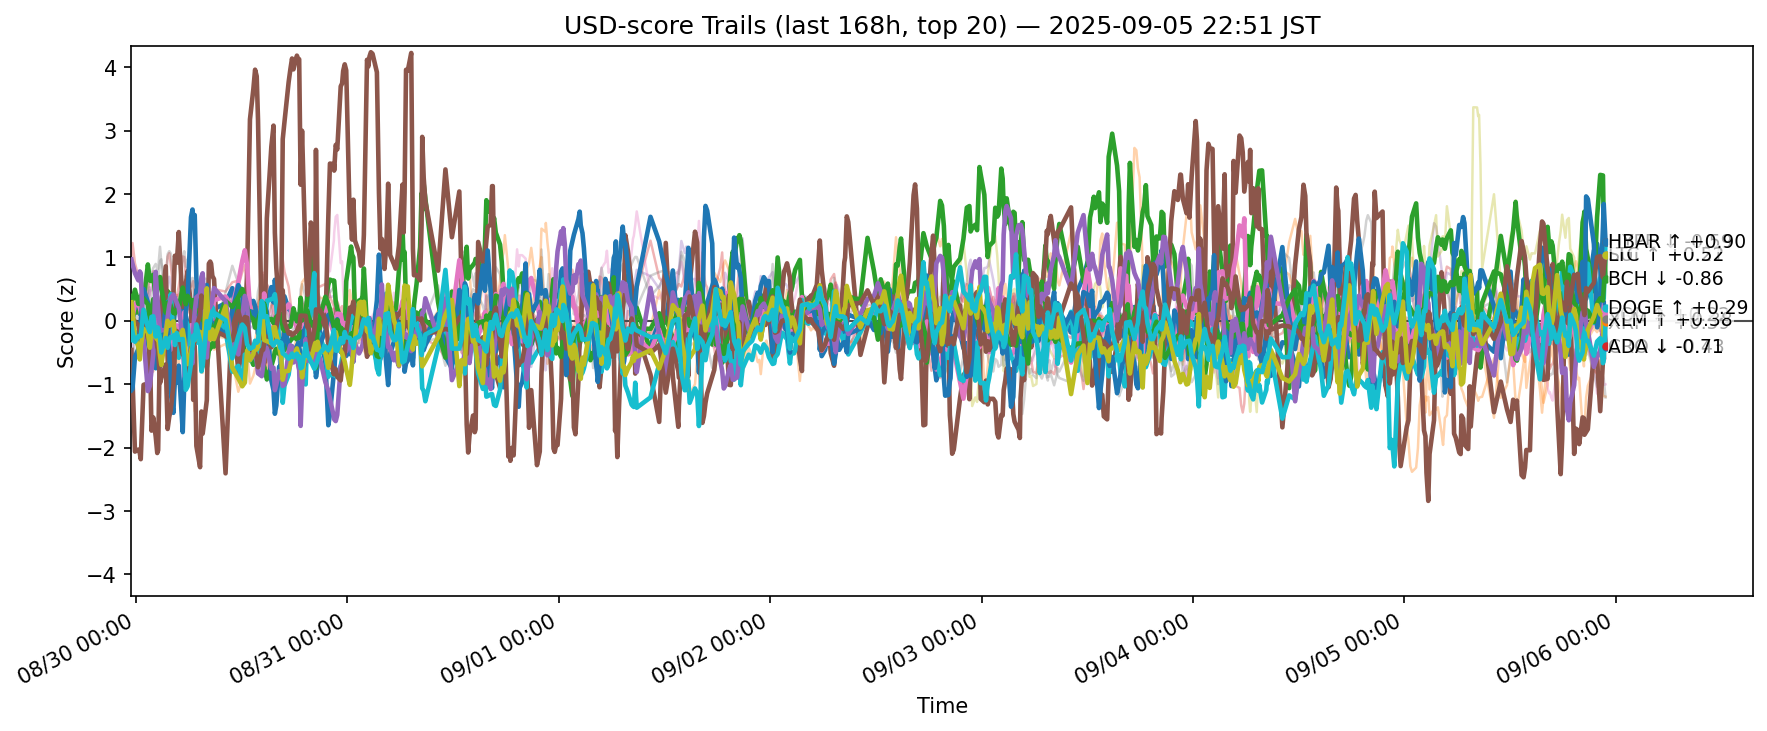 USD-score Trails (last 168h, top 20) — 2025-09-05 22:51 JST
Score (z)
4
3
2
1
0
−1
−2
−3
−4
HBAR ↑ +0.90
LTC ↑ +0.52
BCH ↓ -0.86
DOGE ↑ +0.29
XLM ↑ +0.38
ADA ↓ -0.71
08/30 00:00
08/31 00:00
09/01 00:00
09/02 00:00
09/03 00:00
09/04 00:00
09/05 00:00
09/06 00:00
Time